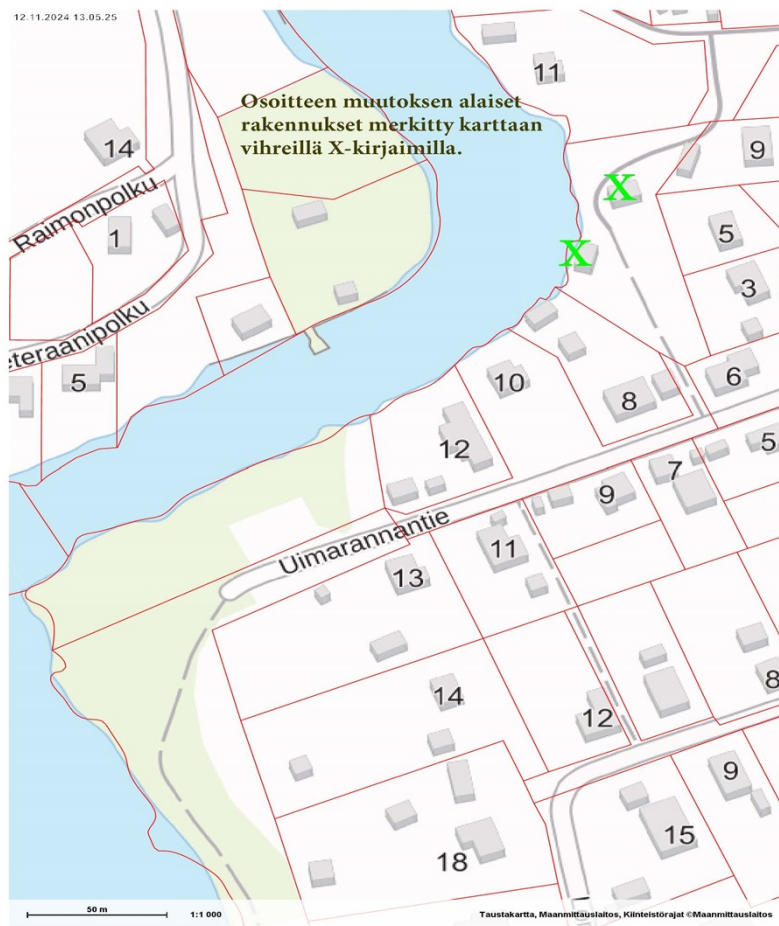 12.11.2024 13.05.25
Osoitteen muutoksen alaiset
rakennukset merkitty karttaan
vihreillä X-kirjaimilla.
11
14
9
X
Raimonpolku
1
5
X
3
eteraanipolku
5
10
6
8
12
5
7
9
Uimarannantie
11
13
14
8
12
9
15
18
50 m
1:1 000
Taustakartta, Maanmittauslaitos, Kiinteistörajat ©Maanmittauslaitos